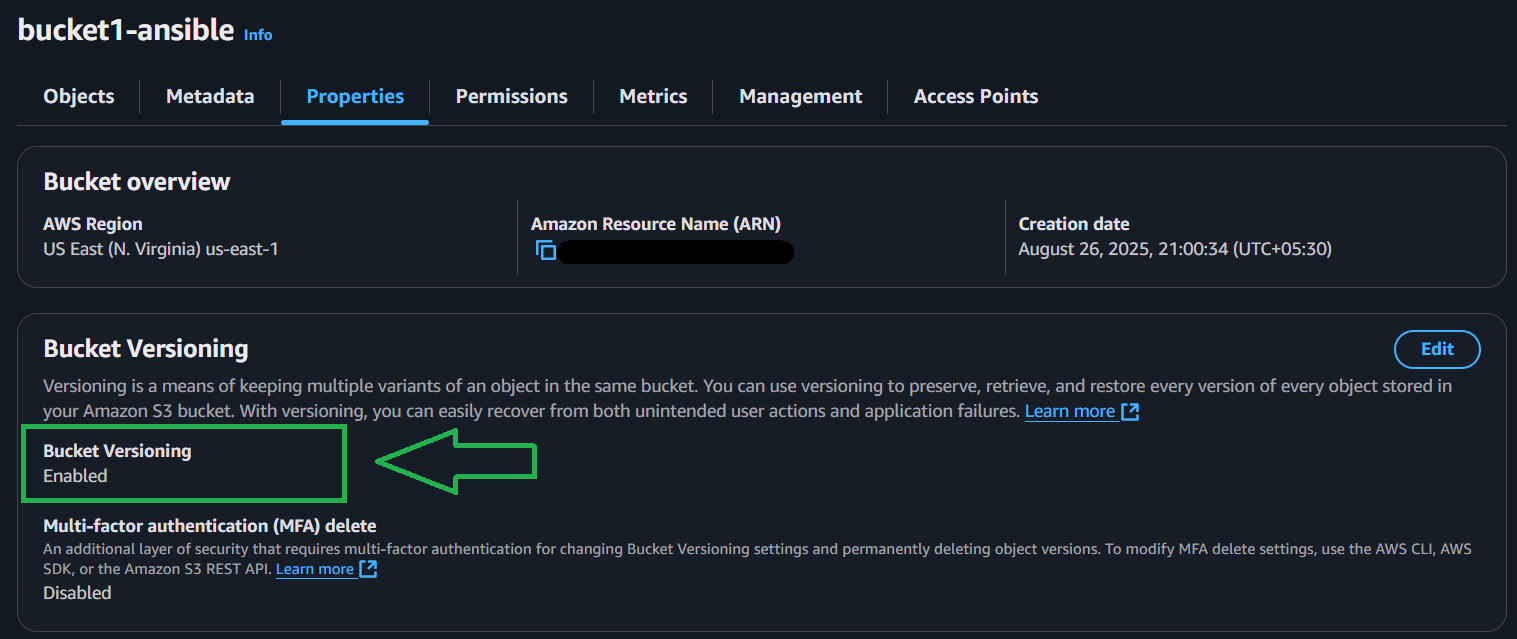 bucket1-ansible Info
Objects Metadata Properties Permissions Metrics Management Access Points
Bucket overview
AWS Region
US East (N. Virginia) us-east-1
Amazon Resource Name (ARN)
Creation date
August 26, 2025, 21:00:34 (UTC+05:30)
Bucket Versioning
Edit
Versioning is a means of keeping multiple variants of an object in the same bucket. You can use versioning to preserve, retrieve, and restore every version of every object stored in
your Amazon S3 bucket. With versioning, you can easily recover from both unintended user actions and application failures. Learn more
Bucket Versioning
Enabled
Multi-factor authentication (MFA) delete
An additional layer of security that requires multi-factor authentication for changing Bucket Versioning settings and permanently deleting object versions. To modify MFA delete settings, use the AWS CLI, AWS
SDK, or the Amazon S3 REST API. Learn more
Disabled